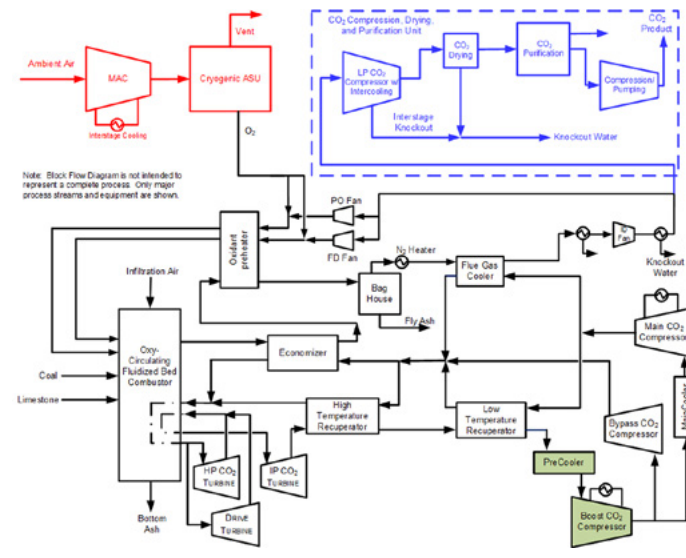 CO2 Compression, Drying,
and Purification Unit
CO2
Product
Vent
Ambient Air
MAC
Cryogenic ASU
Interstage Cooling
O2
LP CO2
Compressor w/
Intercooling
CO2
Drying
CO2
Purification
Compression/
Pumping
Interstage
Knockout
Knockout Water
Note: Block Flow Diagram is not intended to
represent a complete process. Only major
process streams and equipment are shown.
PO Fan
FD Fan
Oxidant
preheater
N2 Heater
Bag
House
Fly Ash
Flue Gas
Cooler
ID
Fan
Knockout
Water
Infiltration Air
Oxy-
Circulating
Fluidized Bed
Combustor
Coal
Limestone
Bottom
Ash
Economizer
High
Temperature
Recuperator
Low
Temperature
Recuperator
Main CO2
Compressor
MainCooler
Bypass CO2
Compressor
PreCooler
Boost CO2
Compressor
HP CO2
TURBINE
IP CO2
TURBINE
DRIVE
TURBINE